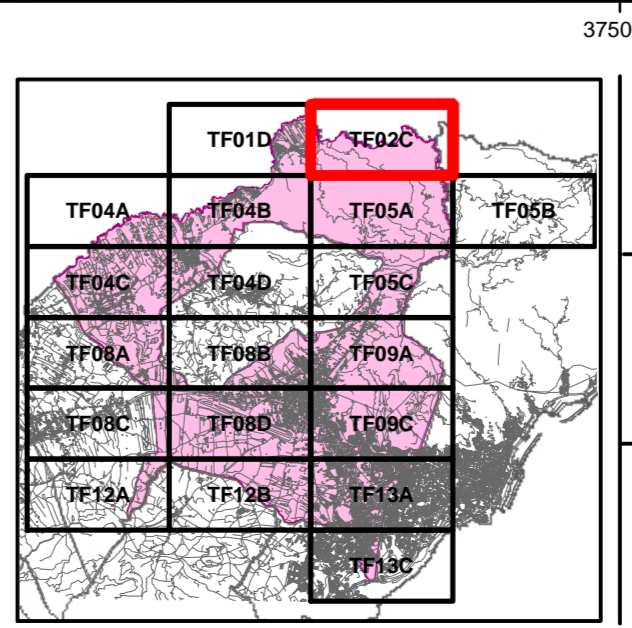 3750
TF01D TF02C
TF04A TF04B TF05A TF05B
TF04C TF04D TF05C
TF08A TF08B TF09A
TF08C TF08D TF09C
TF12A TF12B TF13A
TF13C